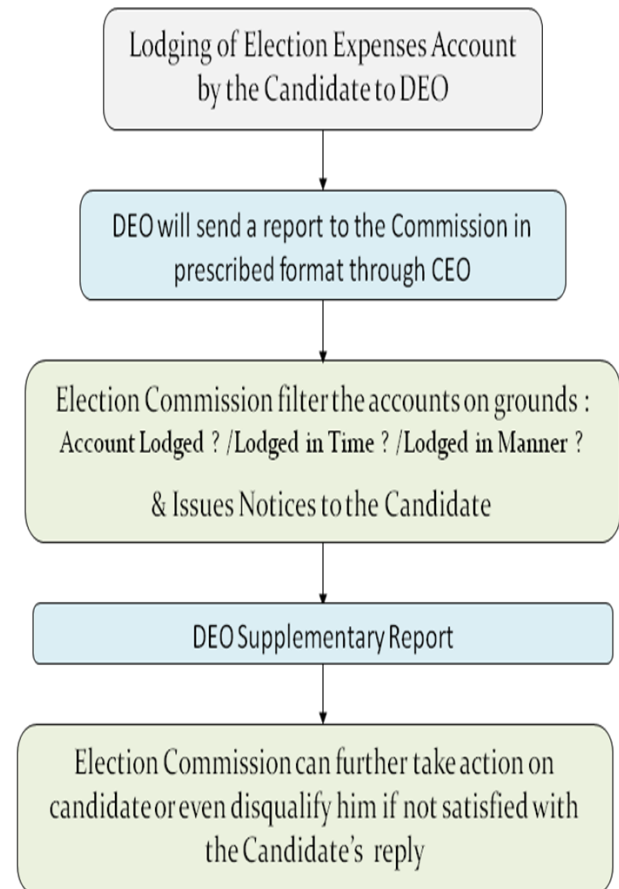 Lodging of Election Expenses Account
by the Candidate to DEO
DEO will send a report to the Commission in
prescribed format through CEO
Election Commission filter the accounts on grounds :
Account Lodged ? /Lodged in Time ? /Lodged in Manner ?
& Issues Notices to the Candidate
DEO Supplementary Report
Election Commission can further take action on
candidate or even disqualify him if not satisfied with
the Candidate's reply